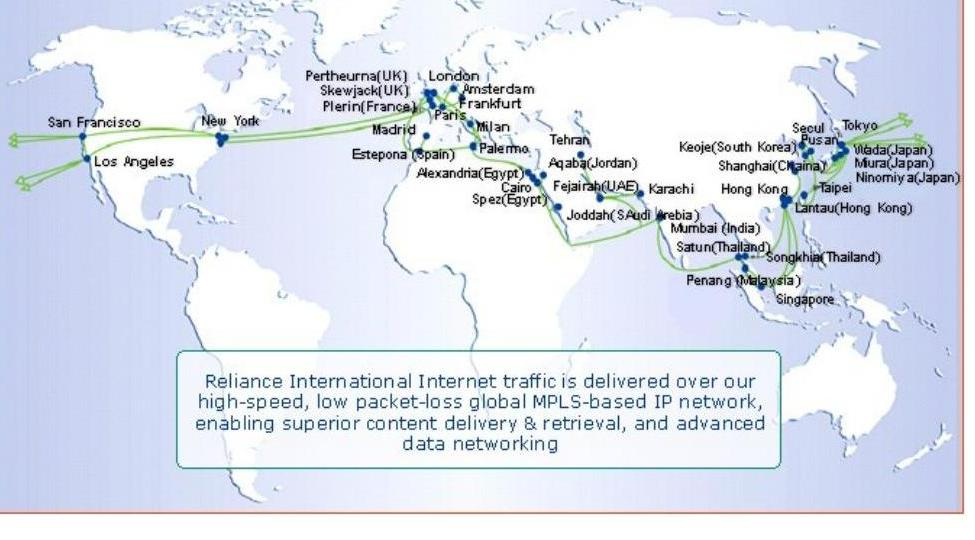 Pertheurna(UK) London
Skewjack(UK) Amsterdam
Plerin(France) Frankfurt
Paris
San Francisco New York
Madrid Milan
Los Angeles
Estepona (Spain) Palermo
Tehran
Secul Tokyo
Pusan
Keoje(South Korea) Wada(Japan)
Alexandria(Egypt) Aqaba(Jordan)
Shanghai(Chaina) Miura(Japan)
Ninomiya(Japan)
Cairo Fejairah(UAE) Karachi
Hong Kong Taipei
Spez(Egypt)
Lantau(Hong Kong)
Joddah(SAudi Arebia)
Mumbai (India)
Satun(Thailand)
Songkhia(Thailand)
Penang (Malaysia)
Singapore
Reliance International Internet traffic is delivered over our
high-speed, low packet-loss global MPLS-based IP network,
enabling superior content delivery & retrieval, and advanced
data networking